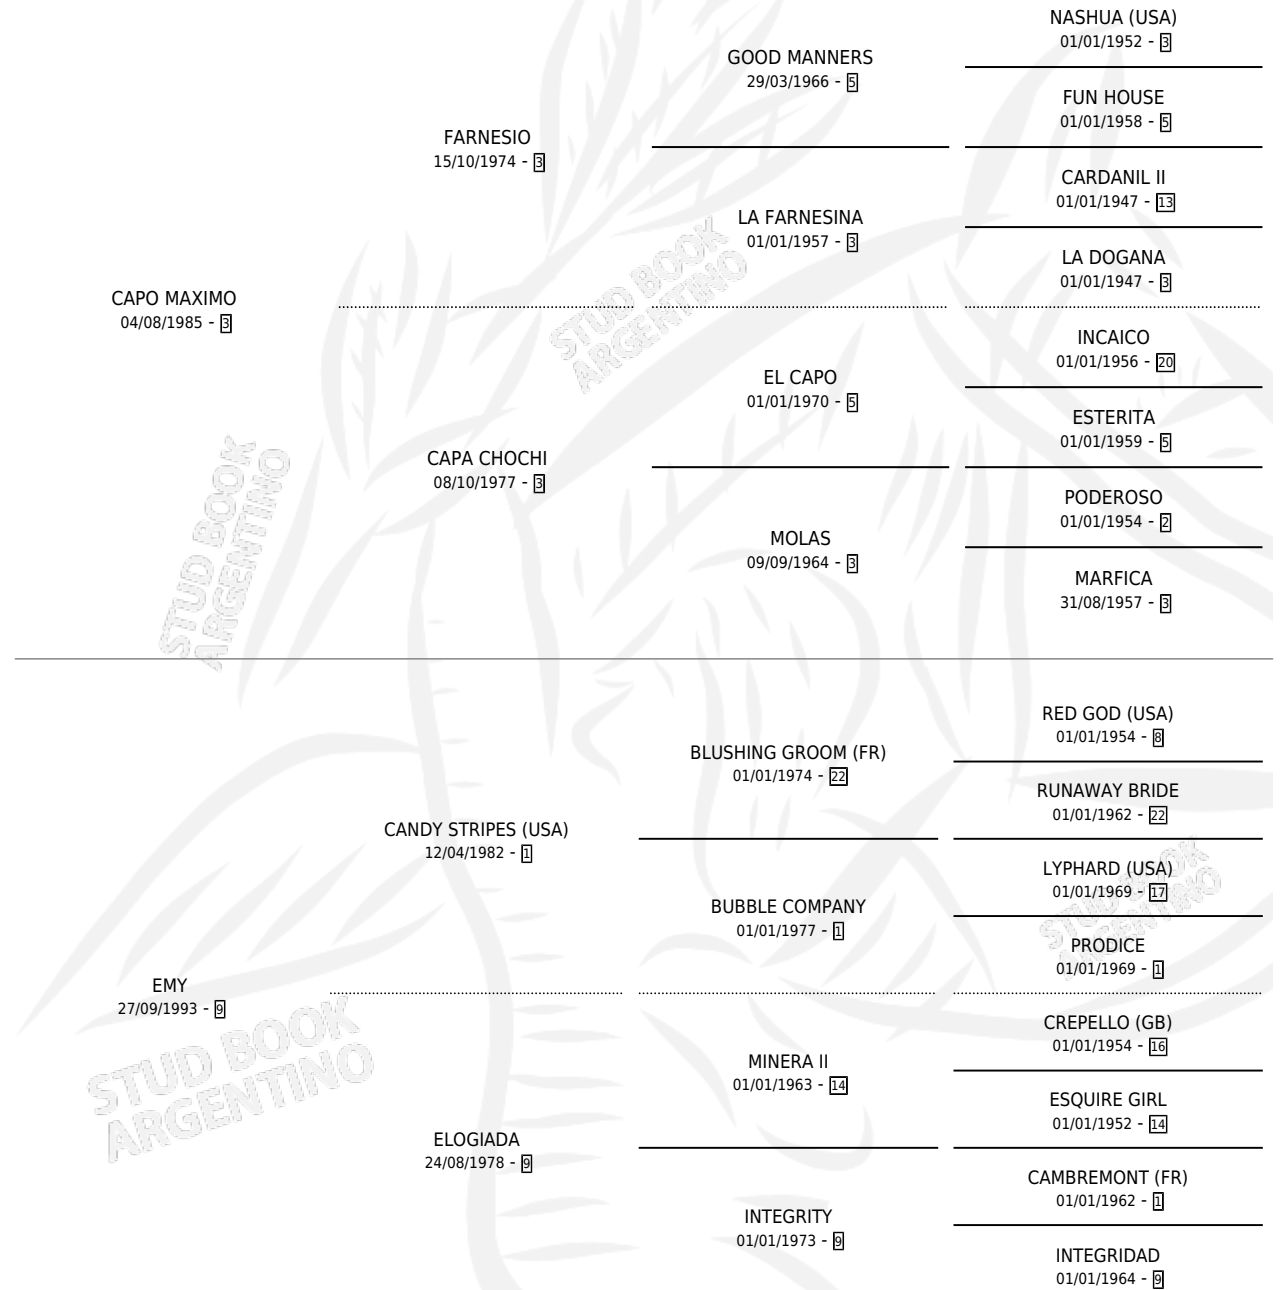 NASHUA (USA)
01/01/1952 - 3
GOOD MANNERS
29/03/1966 - 5
FUN HOUSE
01/01/1958 - 5
FARNESIO
15/10/1974 - 3
CARDANIL II
01/01/1947 - 13
LA FARNESINA
01/01/1957 - 3
LA DOGANA
01/01/1947 - 3
CAPO MAXIMO
04/08/1985 - 3
INCAICO
01/01/1956 - 20
EL CAPO
01/01/1970 - 5
ESTERITA
01/01/1959 - 5
CAPA CHOCHI
08/10/1977 - 3
PODEROSO
01/01/1954 - 2
MOLAS
09/09/1964 - 3
MARFICA
31/08/1957 - 3
RED GOD (USA)
01/01/1954 - 8
BLUSHING GROOM (FR)
01/01/1974 - 22
RUNAWAY BRIDE
01/01/1962 - 22
CANDY STRIPES (USA)
12/04/1982 - 1
LYPHARD (USA)
01/01/1969 - 17
BUBBLE COMPANY
01/01/1977 - 1
PRODICE
01/01/1969 - 1
EMY
27/09/1993 - 9
CREPELLO (GB)
01/01/1954 - 16
MINERA II
01/01/1963 - 14
ESQUIRE GIRL
01/01/1952 - 14
ELOGIADA
24/08/1978 - 9
CAMBREMONT (FR)
01/01/1962 - 1
INTEGRITY
01/01/1973 - 9
INTEGRIDAD
01/01/1964 - 9
STUD BOOK
ARGENTINO
STUD BOOK
ARGENTINO
STUD BOOK
ARGENTINO
STUD BOOK
ARGENTINO